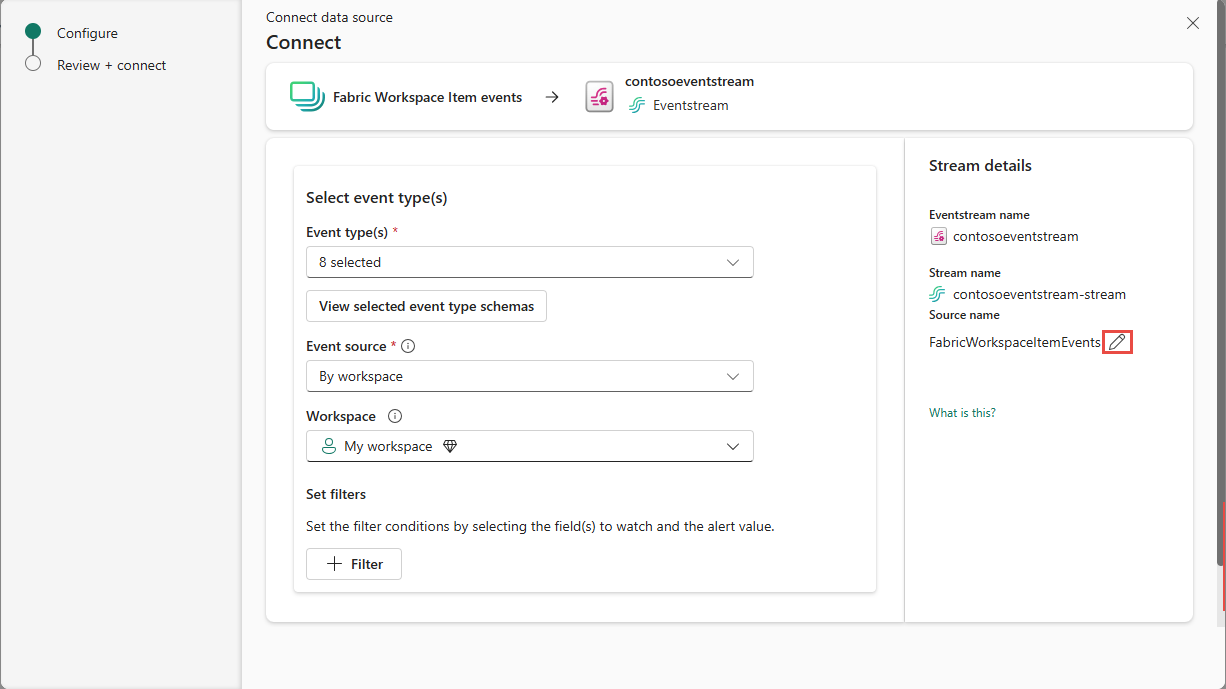 Configure
Review + connect
Connect data source
Connect
Fabric Workspace Item events
contosoeventstream
Eventstream
Select event type(s)
Event type(s) *
8 selected
View selected event type schemas
Event source *
By workspace
Workspace
My workspace
Set filters
Set the filter conditions by selecting the field(s) to watch and the alert value.
Filter
Stream details
Eventstream name
contosoeventstream
Stream name
contosoeventstream-stream
Source name
FabricWorkspaceItemEvents
What is this?